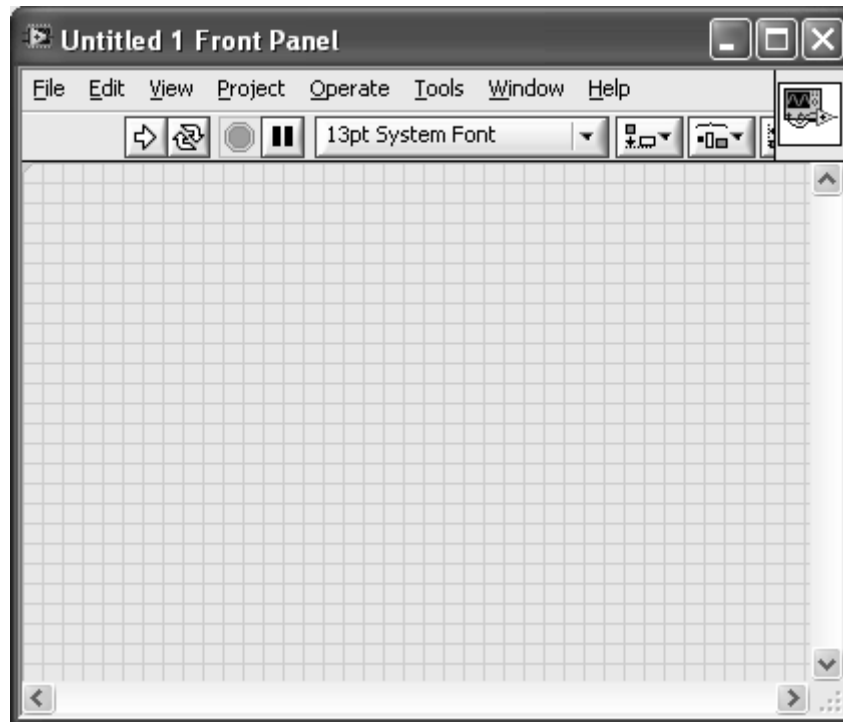 Untitled 1 Front Panel
File Edit View Project Operate Tools Window Help
13pt System Font